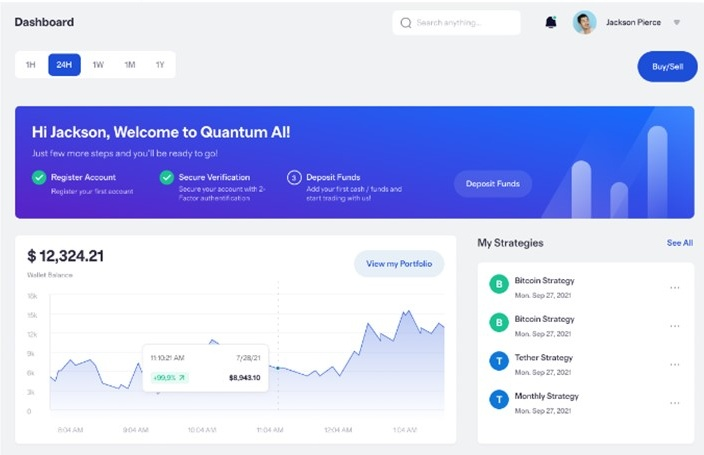 Dashboard
Search anything...
Jackson Pierce
1H 24H 1W 1M 1Y
Buy/Sell
Hi Jackson, Welcome to Quantum AI!
Just few more steps and you'll be ready to go!
Register Account
Register your first account
Secure Verification
Secure your account with 2-
Factor authentification
3 Deposit Funds
Add your first cash / funds and
start trading with us!
Deposit Funds
$ 12,324.21
Wallet Balance
View my Portfolio
18k
15k
12k
9k
6k
3k
0
11:10:21 AM 7/28/21
+99,9% $8,943.10
8:04 AM 9:04 AM 10:04 AM 11:04 AM 12:04 AM 1:04 AM
My Strategies See All
B Bitcoin Strategy
Mon. Sep 27, 2021
B Bitcoin Strategy
Mon. Sep 27, 2021
T Tether Strategy
Mon. Sep 27, 2021
T Monthly Strategy
Mon. Sep 27, 2021